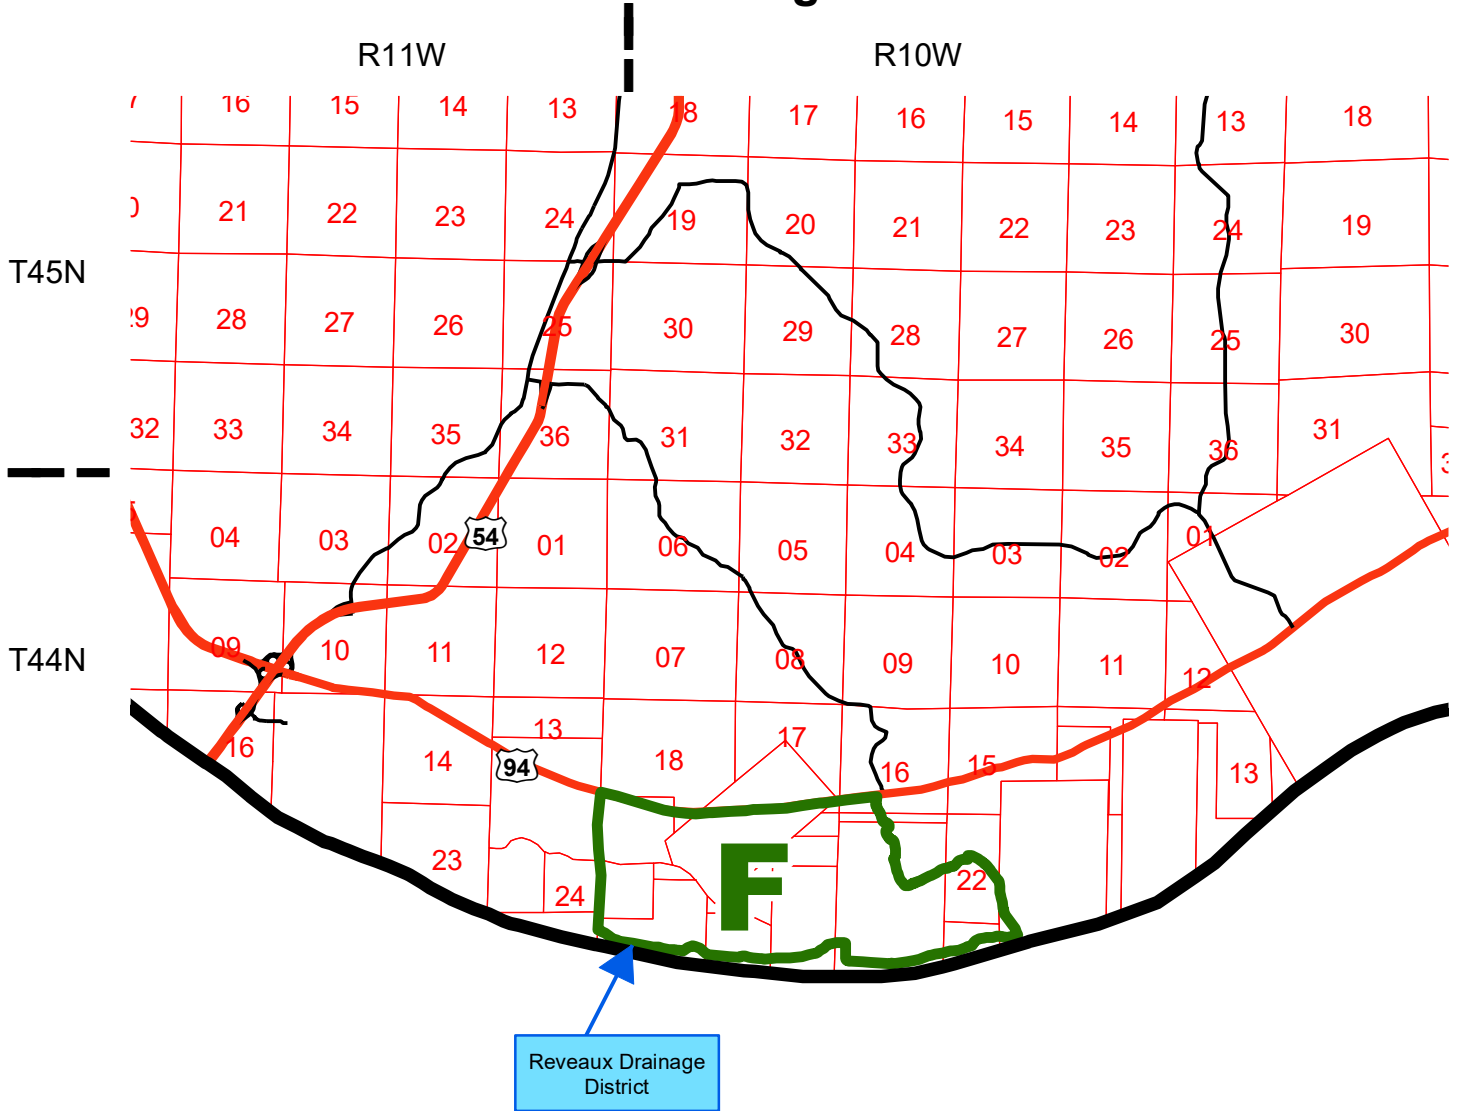 g
R11W R10W
16 15 14 13 18 17 16 15 14 13 18
21 22 23 24 19 20 21 22 23 24 19
T45N
29 28 27 26 25 30 29 28 27 26 25 30
32 33 34 35 36 31 32 33 34 35 36 31
04 03 02 54 01 06 05 04 03 02 01
T44N
09 10 11 12 07 08 09 10 11 12
16 14 13 94 18 17 16 15 13
23 24 F 22
Reveaux Drainage
District